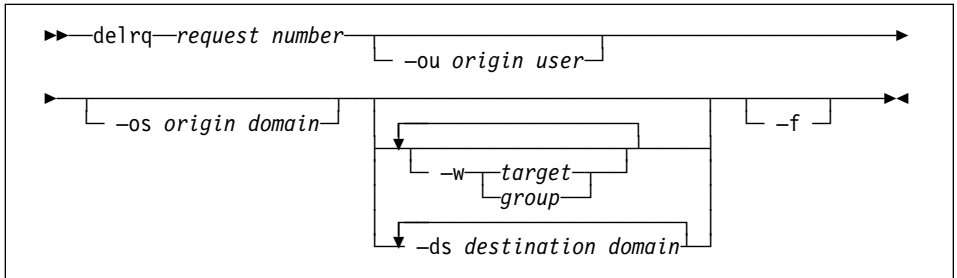 delrq request number
–ou origin user
–os origin domain
–f
–w target
group
–ds destination domain